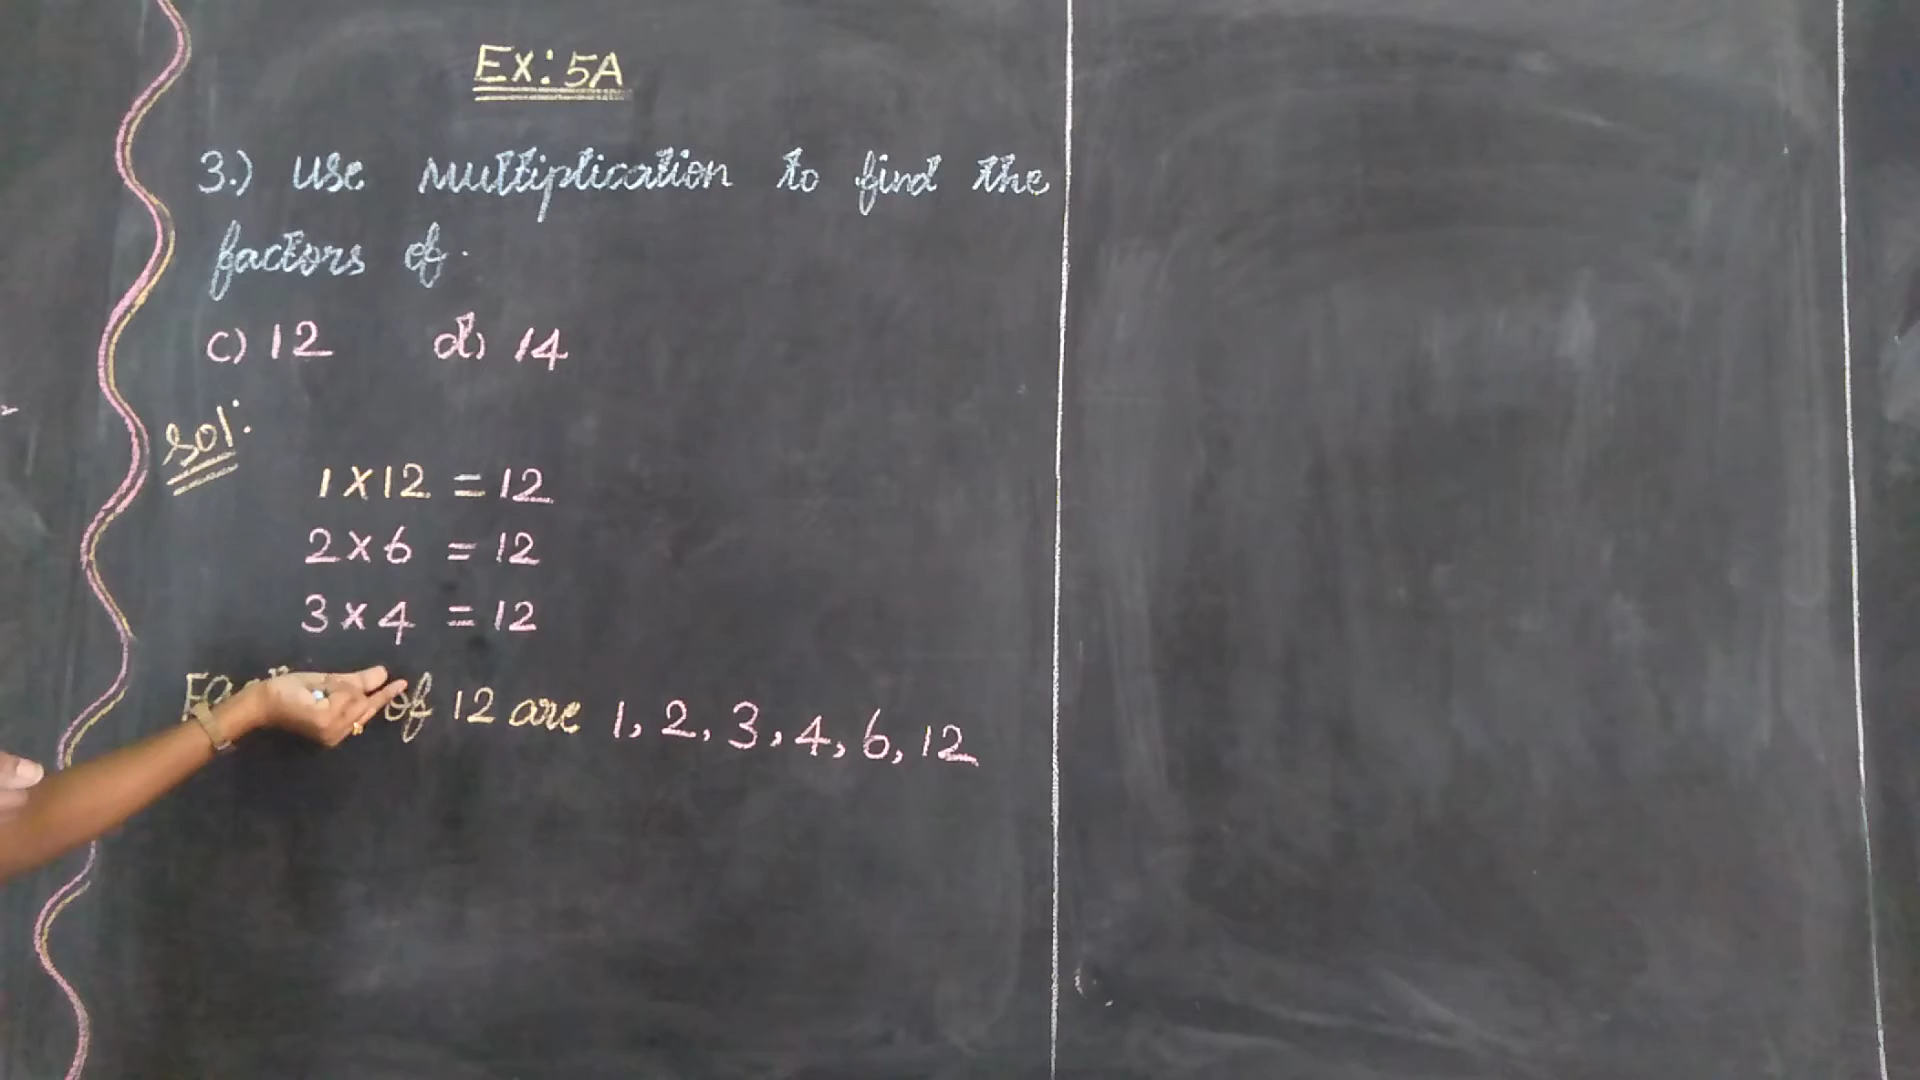 Ex: 5A
3.) Use Multiplication to find the
factors of.
c) 12 d) 14
Sol:
1 × 12 = 12
2 × 6 = 12
3 × 4 = 12
of 12 are 1, 2, 3, 4, 6, 12